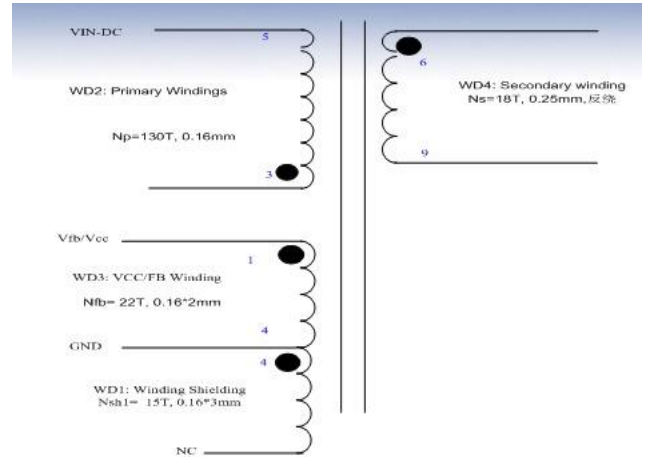 VIN-DC
5
WD2: Primary Windings
Np=130T, 0.16mm
3
6
WD4: Secondary winding
Ns=18T, 0.25mm,反绕
9
Vfb/Vcc
1
WD3: VCC/FB Winding
Nfb= 22T, 0.16*2mm
4
GND
4
WD1: Winding Shielding
Nsh1= 15T, 0.16*3mm
NC